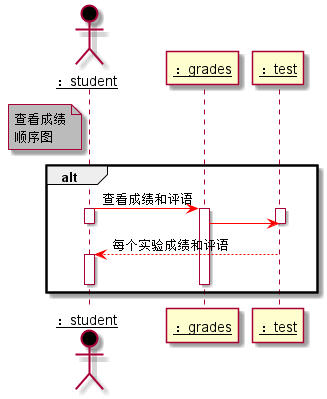 : student
: grades
: test
查看成绩
顺序图
alt
查看成绩和评语
每个实验成绩和评语
: student
: grades
: test